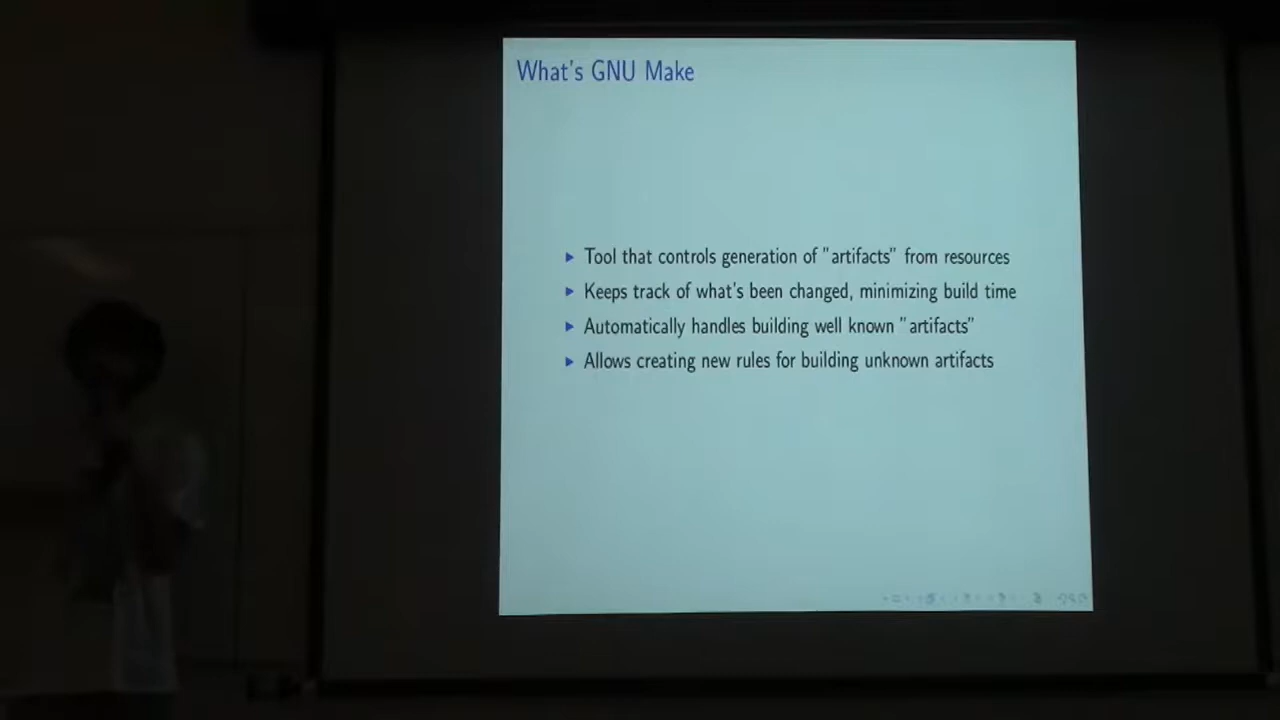 What's GNU Make
Tool that controls generation of "artifacts" from resources
Keeps track of what's been changed, minimizing build time
Automatically handles building well known "artifacts"
Allows creating new rules for building unknown artifacts